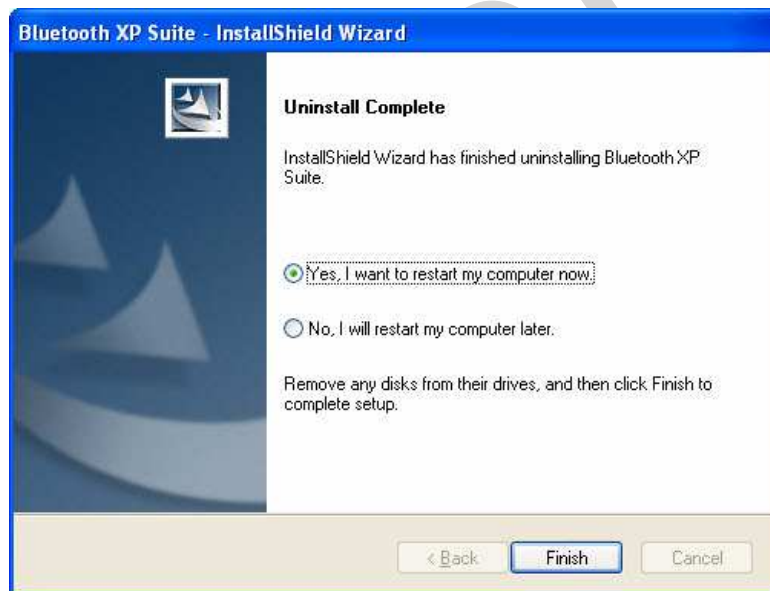 Bluetooth XP Suite - InstallShield Wizard
Uninstall Complete
InstallShield Wizard has finished uninstalling Bluetooth XP
Suite.
Yes, I want to restart my computer now.
No, I will restart my computer later.
Remove any disks from their drives, and then click Finish to
complete setup.
< Back Finish Cancel